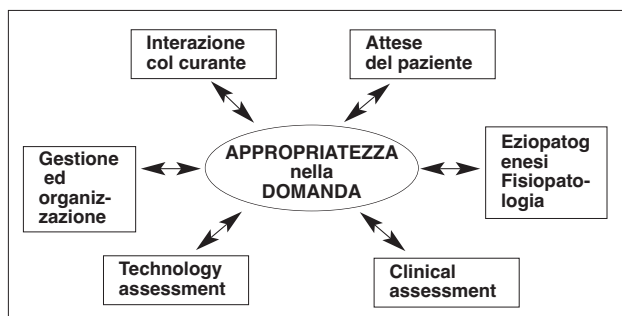 Interazione
col curante
Attese
del paziente
Gestione
ed
organiz-
zazione
APPROPRIATEZZA
nella
DOMANDA
Eziopatog
enesi
Fisiopato-
logia
Technology
assessment
Clinical
assessment